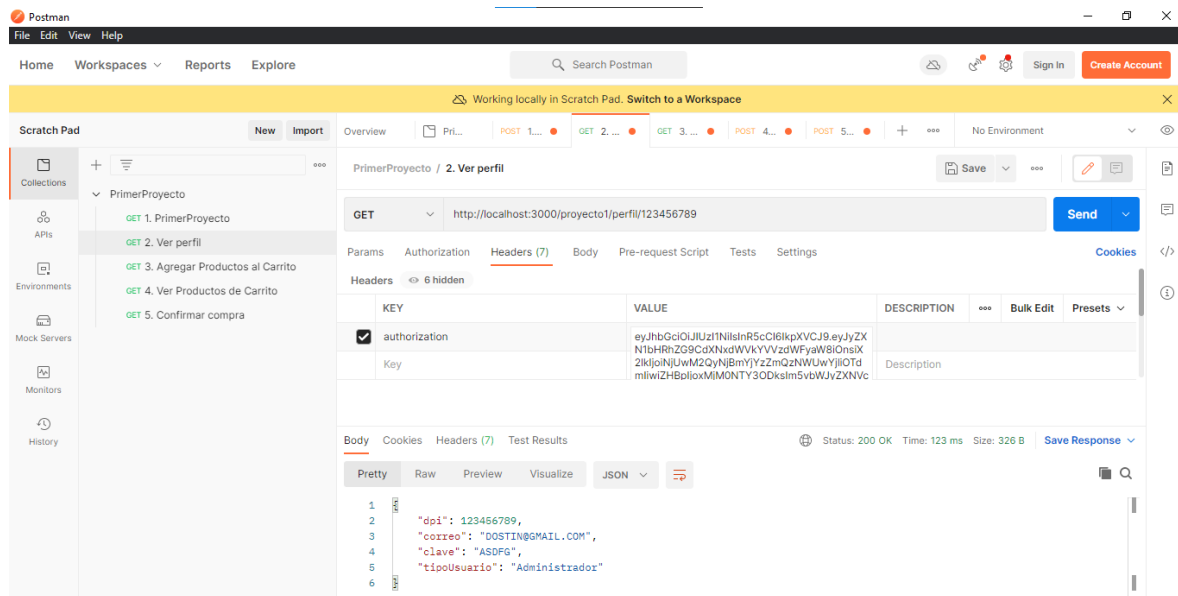 Postman
File Edit View Help
Home Workspaces Reports Explore Search Postman Sign In Create Account
Working locally in Scratch Pad. Switch to a Workspace
Scratch Pad New Import Overview Pri... POST 1.... GET 2. ... GET 3. ... POST 4... POST 5... No Environment
Collections
APIs
Environments
Mock Servers
Monitors
History
PrimerProyecto
GET 1. PrimerProyecto
GET 2. Ver perfil
GET 3. Agregar Productos al Carrito
GET 4. Ver Productos de Carrito
GET 5. Confirmar compra
PrimerProyecto / 2. Ver perfil Save
GET http://localhost:3000/proyecto1/perfil/123456789 Send
Params Authorization Headers (7) Body Pre-request Script Tests Settings Cookies
Headers 6 hidden
KEY VALUE DESCRIPTION Bulk Edit Presets
authorization
Key Description
Body Cookies Headers (7) Test Results Status: 200 OK Time: 123 ms Size: 326 B Save Response
Pretty Raw Preview Visualize JSON
1 {
2 "dpi": 123456789,
3 "correo": "DOSTIN@GMAIL.COM",
4 "clave": "ASDFG",
5 "tipoUsuario": "Administrador"
6 }